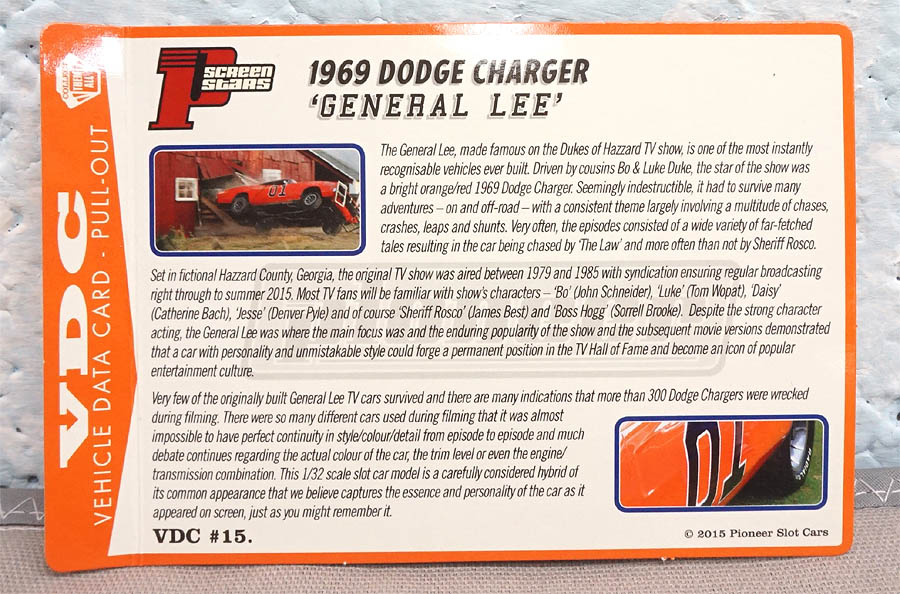 COLLECT
THEM
ALL!
VDC
VEHICLE DATA CARD - PULL-OUT
P SCREEN
STARS
1969 DODGE CHARGER
‘GENERAL LEE’
01
The General Lee, made famous on the Dukes of Hazzard TV show, is one of the most instantly
recognisable vehicles ever built. Driven by cousins Bo & Luke Duke, the star of the show was
a bright orange/red 1969 Dodge Charger. Seemingly indestructible, it had to survive many
adventures – on and off-road – with a consistent theme largely involving a multitude of chases,
crashes, leaps and shunts. Very often, the episodes consisted of a wide variety of far-fetched
tales resulting in the car being chased by ‘The Law’ and more often than not by Sheriff Rosco.
Set in fictional Hazzard County, Georgia, the original TV show was aired between 1979 and 1985 with syndication ensuring regular broadcasting
right through to summer 2015. Most TV fans will be familiar with show’s characters – ‘Bo’ (John Schneider), ‘Luke’ (Tom Wopat), ‘Daisy’
(Catherine Bach), ‘Jesse’ (Denver Pyle) and of course ‘Sheriff Rosco’ (James Best) and ‘Boss Hogg’ (Sorrell Brooke). Despite the strong character
acting, the General Lee was where the main focus was and the enduring popularity of the show and the subsequent movie versions demonstrated
that a car with personality and unmistakable style could forge a permanent position in the TV Hall of Fame and become an icon of popular
entertainment culture.
Very few of the originally built General Lee TV cars survived and there are many indications that more than 300 Dodge Chargers were wrecked
during filming. There were so many different cars used during filming that it was almost
impossible to have perfect continuity in style/colour/detail from episode to episode and much
debate continues regarding the actual colour of the car, the trim level or even the engine/
transmission combination. This 1/32 scale slot car model is a carefully considered hybrid of
its common appearance that we believe captures the essence and personality of the car as it
appeared on screen, just as you might remember it.
01
VDC #15.
© 2015 Pioneer Slot Cars